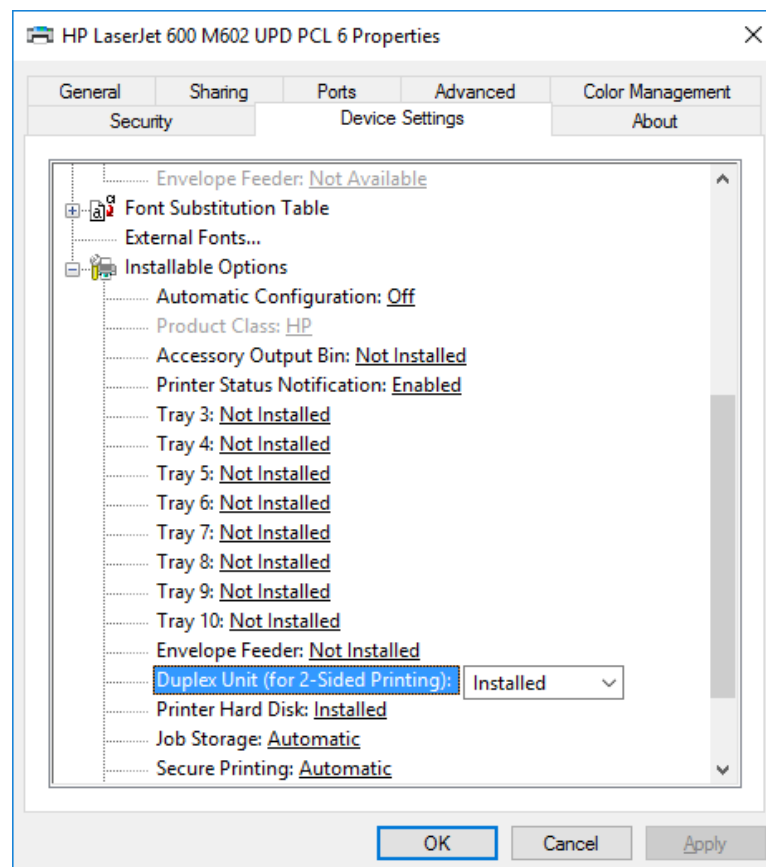 HP LaserJet 600 M602 UPD PCL 6 Properties
General Sharing Ports Advanced Color Management
Security Device Settings About
Envelope Feeder: Not Available
Font Substitution Table
External Fonts...
Installable Options
Automatic Configuration: Off
Product Class: HP
Accessory Output Bin: Not Installed
Printer Status Notification: Enabled
Tray 3: Not Installed
Tray 4: Not Installed
Tray 5: Not Installed
Tray 6: Not Installed
Tray 7: Not Installed
Tray 8: Not Installed
Tray 9: Not Installed
Tray 10: Not Installed
Envelope Feeder: Not Installed
Duplex Unit (for 2-Sided Printing): Installed
Printer Hard Disk: Installed
Job Storage: Automatic
Secure Printing: Automatic
OK Cancel Apply